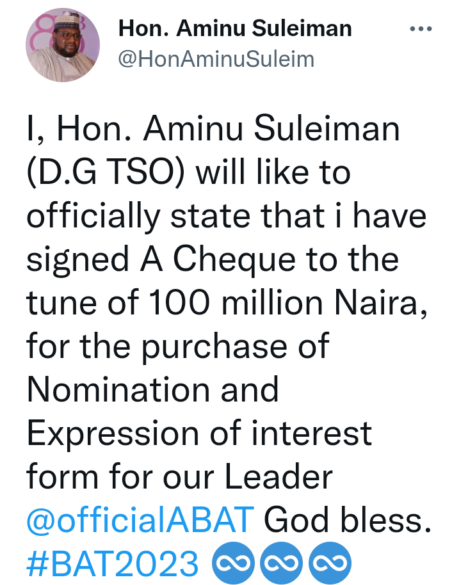 Hon. Aminu Suleiman
@HonAminuSuleim
I, Hon. Aminu Suleiman
(D.G TSO) will like to
officially state that i have
signed A Cheque to the
tune of 100 million Naira,
for the purchase of
Nomination and
Expression of interest
form for our Leader
@officialABAT God bless.
#BAT2023 ♾️♾️♾️